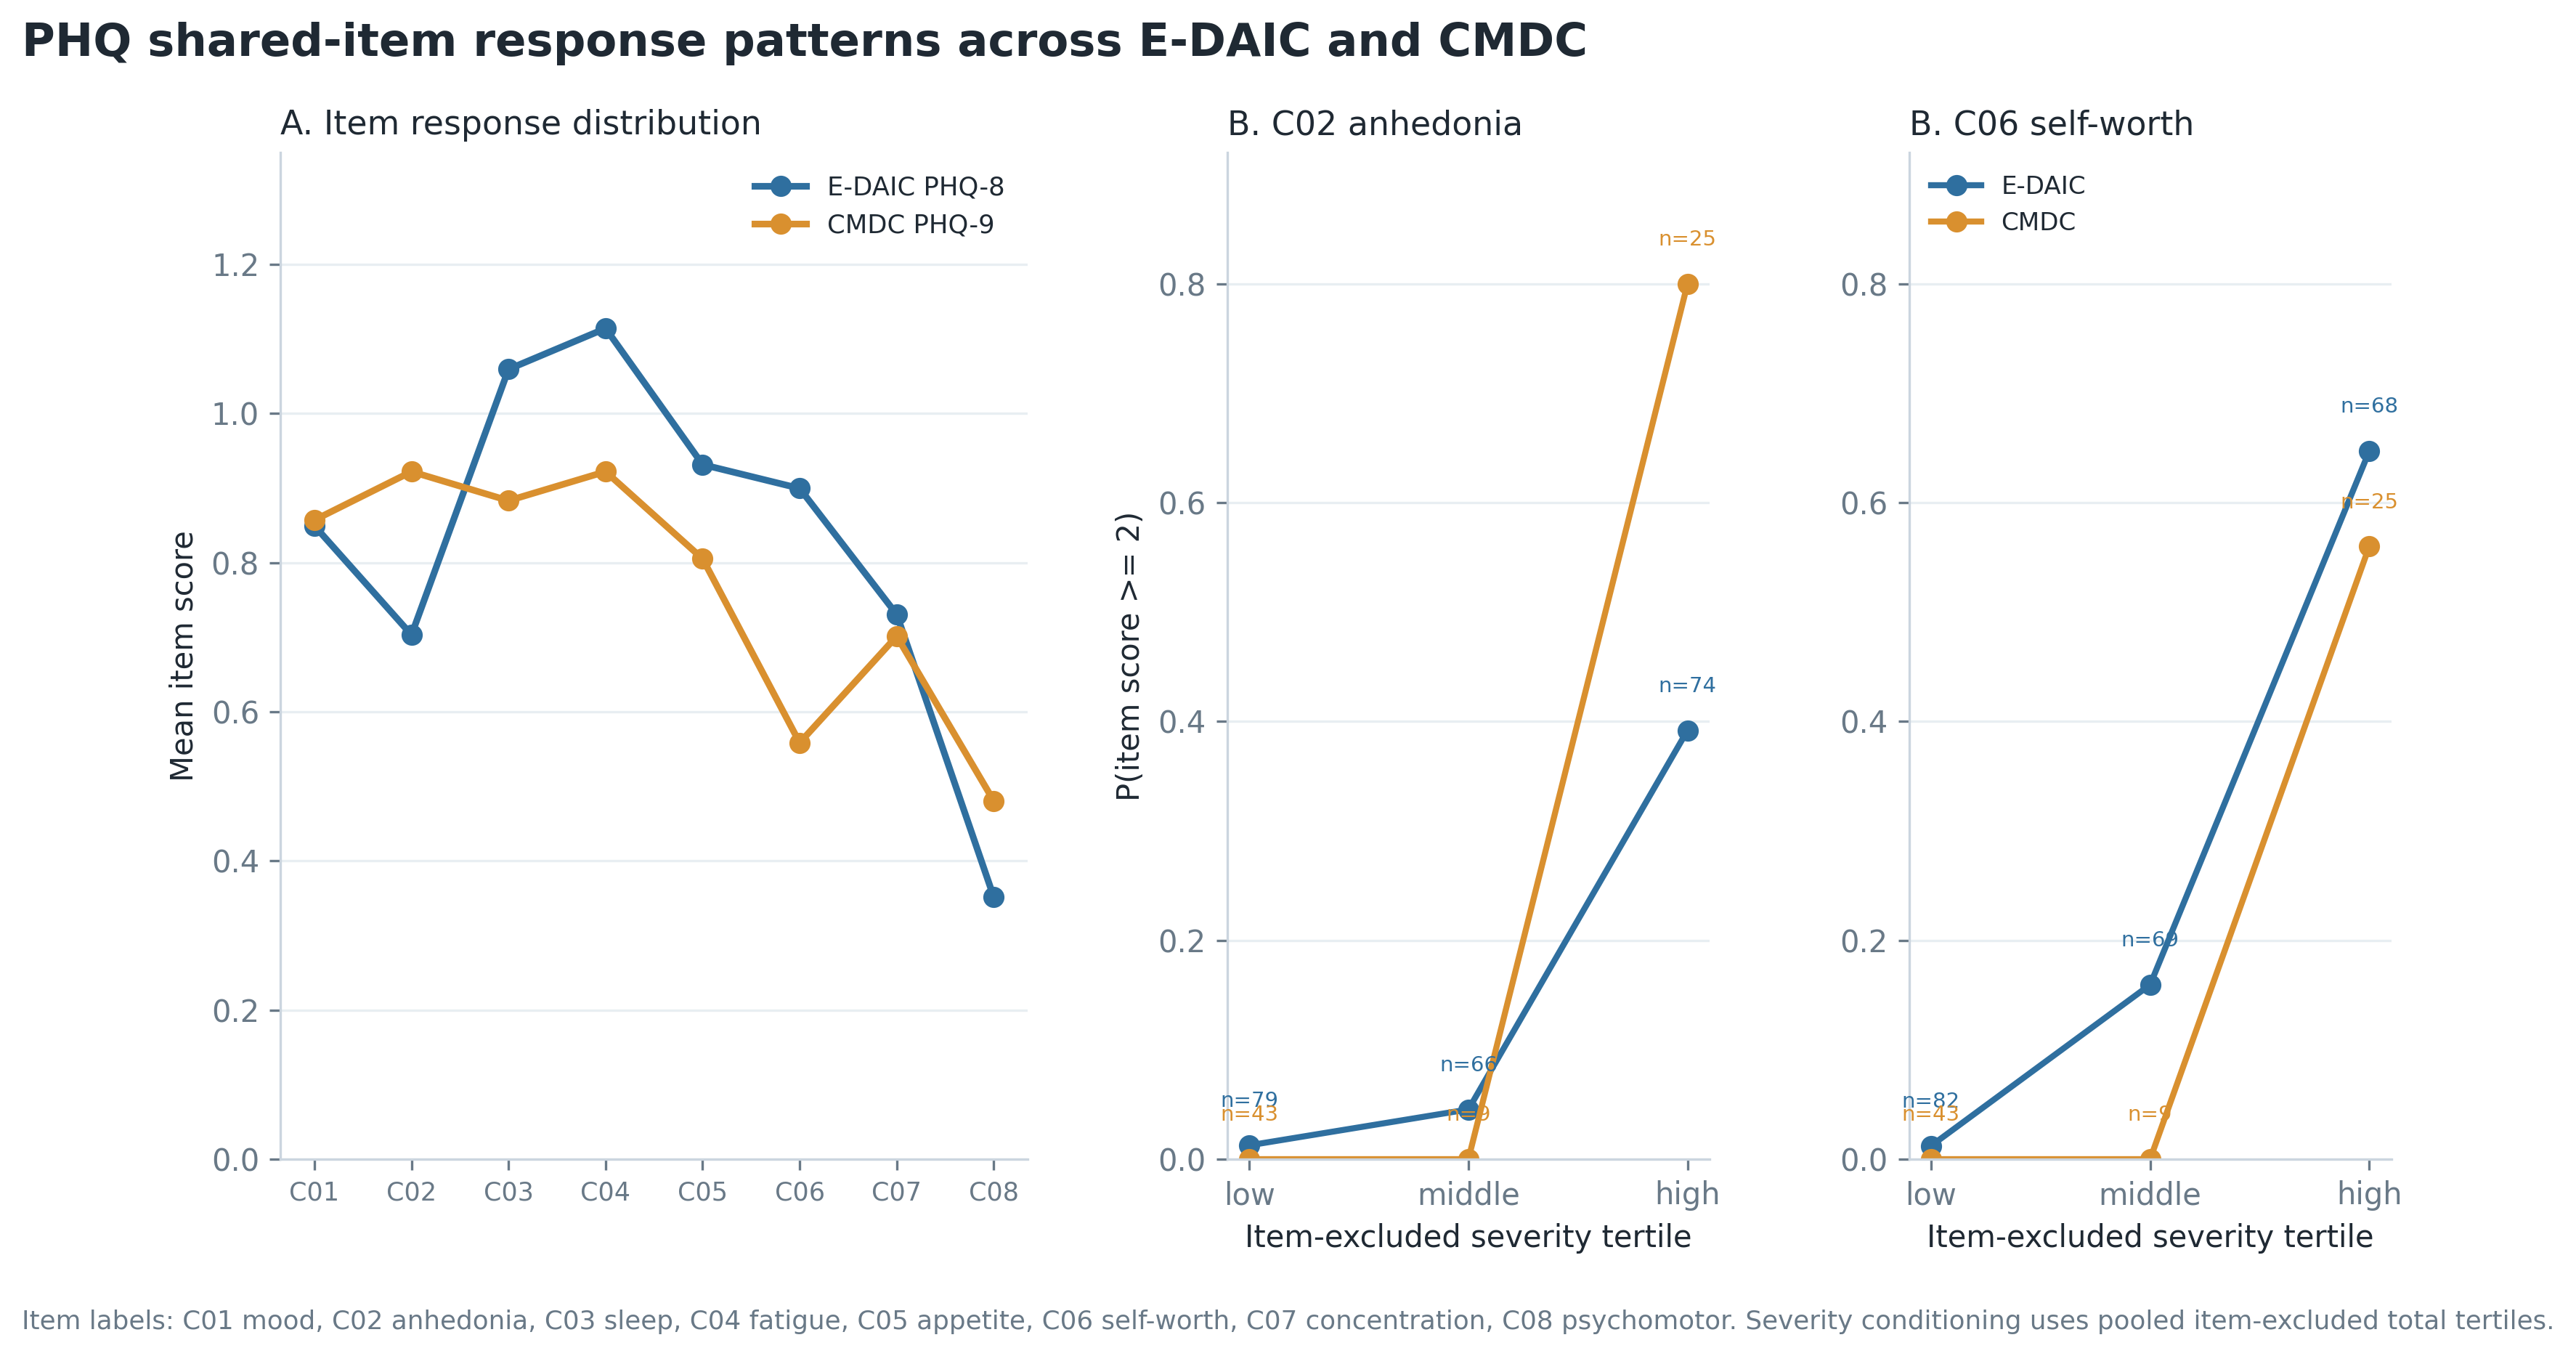 PHQ shared-item response patterns across E-DAIC and CMDC
A. Item response distribution
E-DAIC PHQ-8
CMDC PHQ-9
Mean item score
1.2
1.0
0.8
0.6
0.4
0.2
0.0
C01 C02 C03 C04 C05 C06 C07 C08
B. C02 anhedonia
P(item score >= 2)
0.8
0.6
0.4
0.2
0.0
n=25
n=74
n=66
n=79
n=43
n=9
low middle high
Item-excluded severity tertile
B. C06 self-worth
E-DAIC
CMDC
0.8
0.6
0.4
0.2
0.0
n=68
n=25
n=69
n=82
n=43
n=9
low middle high
Item-excluded severity tertile
Item labels: C01 mood, C02 anhedonia, C03 sleep, C04 fatigue, C05 appetite, C06 self-worth, C07 concentration, C08 psychomotor. Severity conditioning uses pooled item-excluded total tertiles.